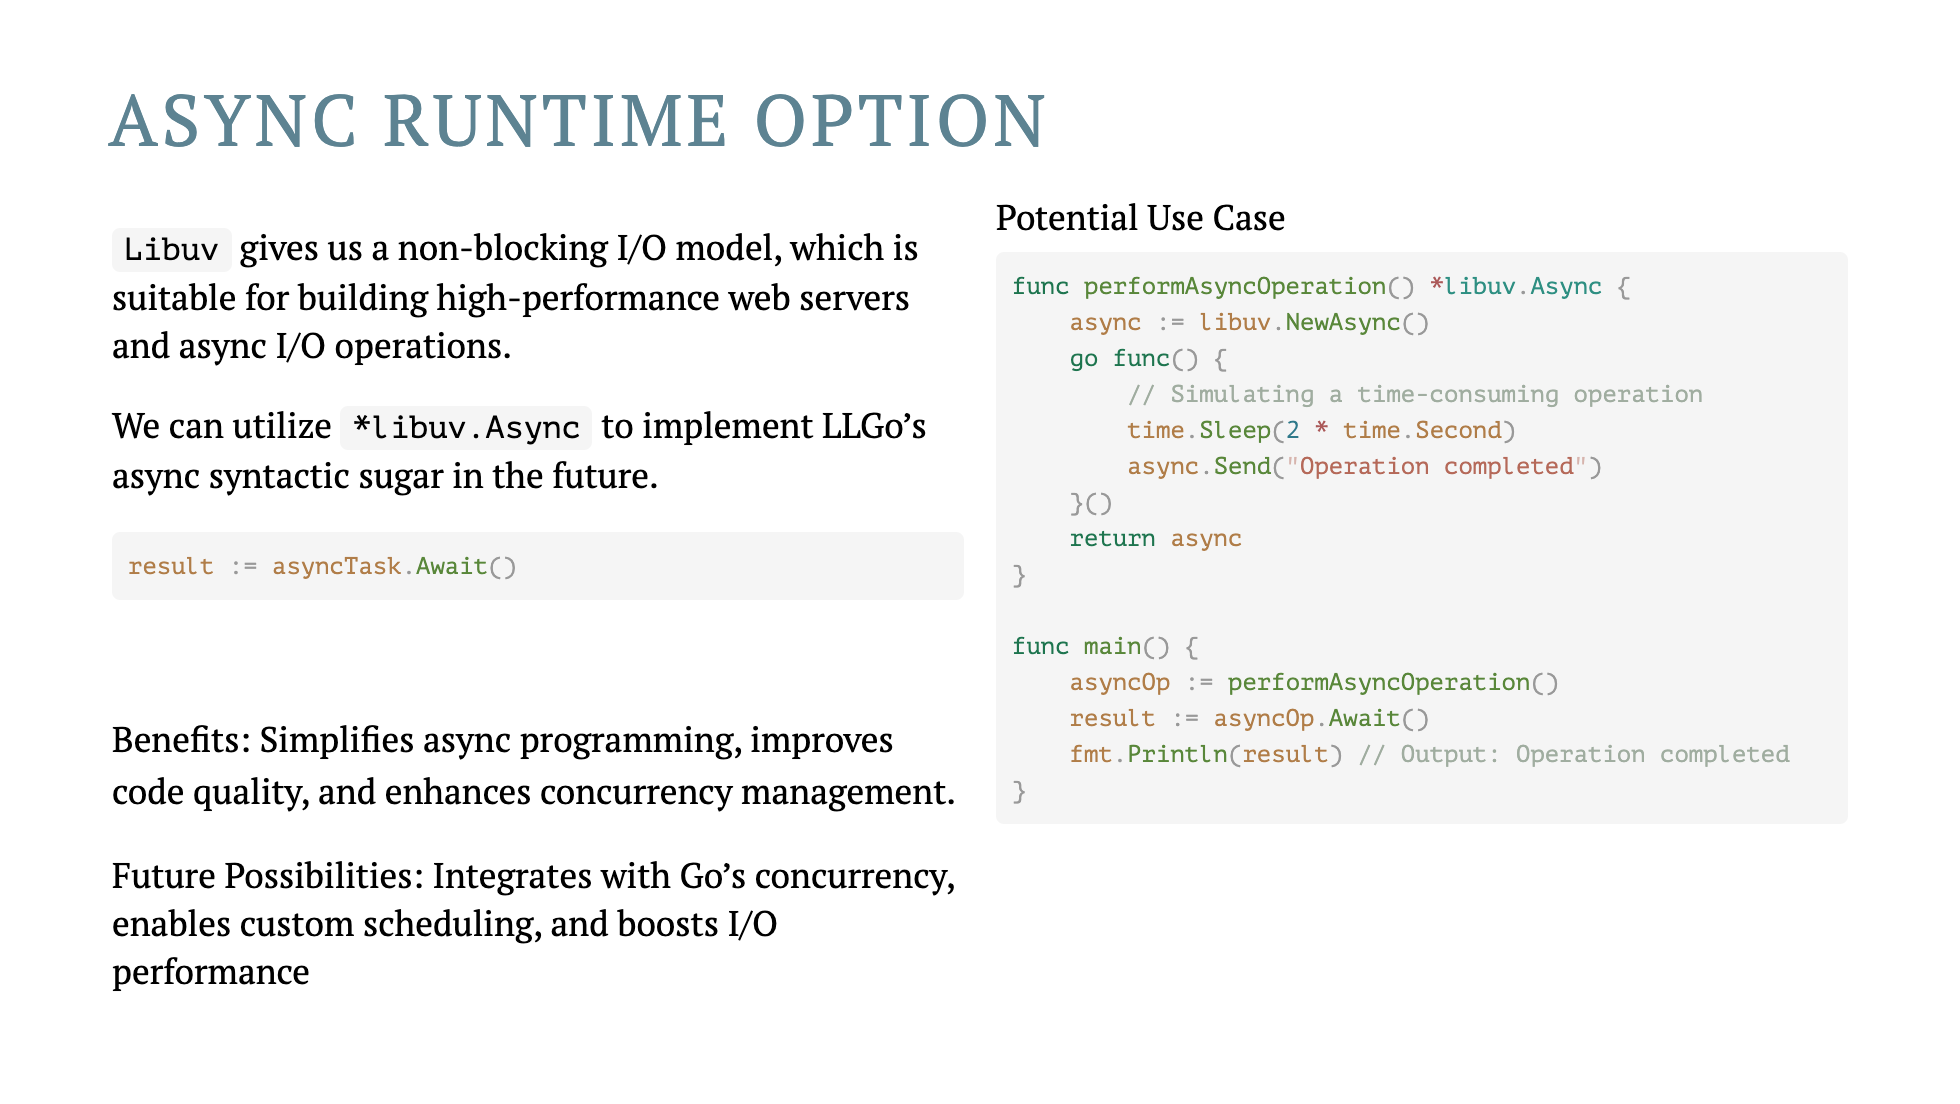 ASYNC RUNTIME OPTION
Libuv gives us a non-blocking I/O model, which is
suitable for building high-performance web servers
and async I/O operations.
We can utilize *libuv.Async to implement LLGo’s
async syntactic sugar in the future.
result := asyncTask.Await()
Benefits: Simplifies async programming, improves
code quality, and enhances concurrency management.
Future Possibilities: Integrates with Go’s concurrency,
enables custom scheduling, and boosts I/O
performance
Potential Use Case
func performAsyncOperation() *libuv.Async {
    async := libuv.NewAsync()
    go func() {
        // Simulating a time-consuming operation
        time.Sleep(2 * time.Second)
        async.Send("Operation completed")
    }()
    return async
}
func main() {
    asyncOp := performAsyncOperation()
    result := asyncOp.Await()
    fmt.Println(result) // Output: Operation completed
}